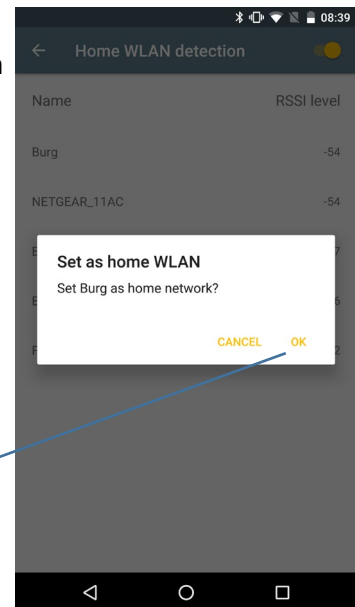 08:39
Home WLAN detection
Name RSSI level
Burg -54
NETGEAR_11AC -54
Set as home WLAN
Set Burg as home network?
CANCEL OK